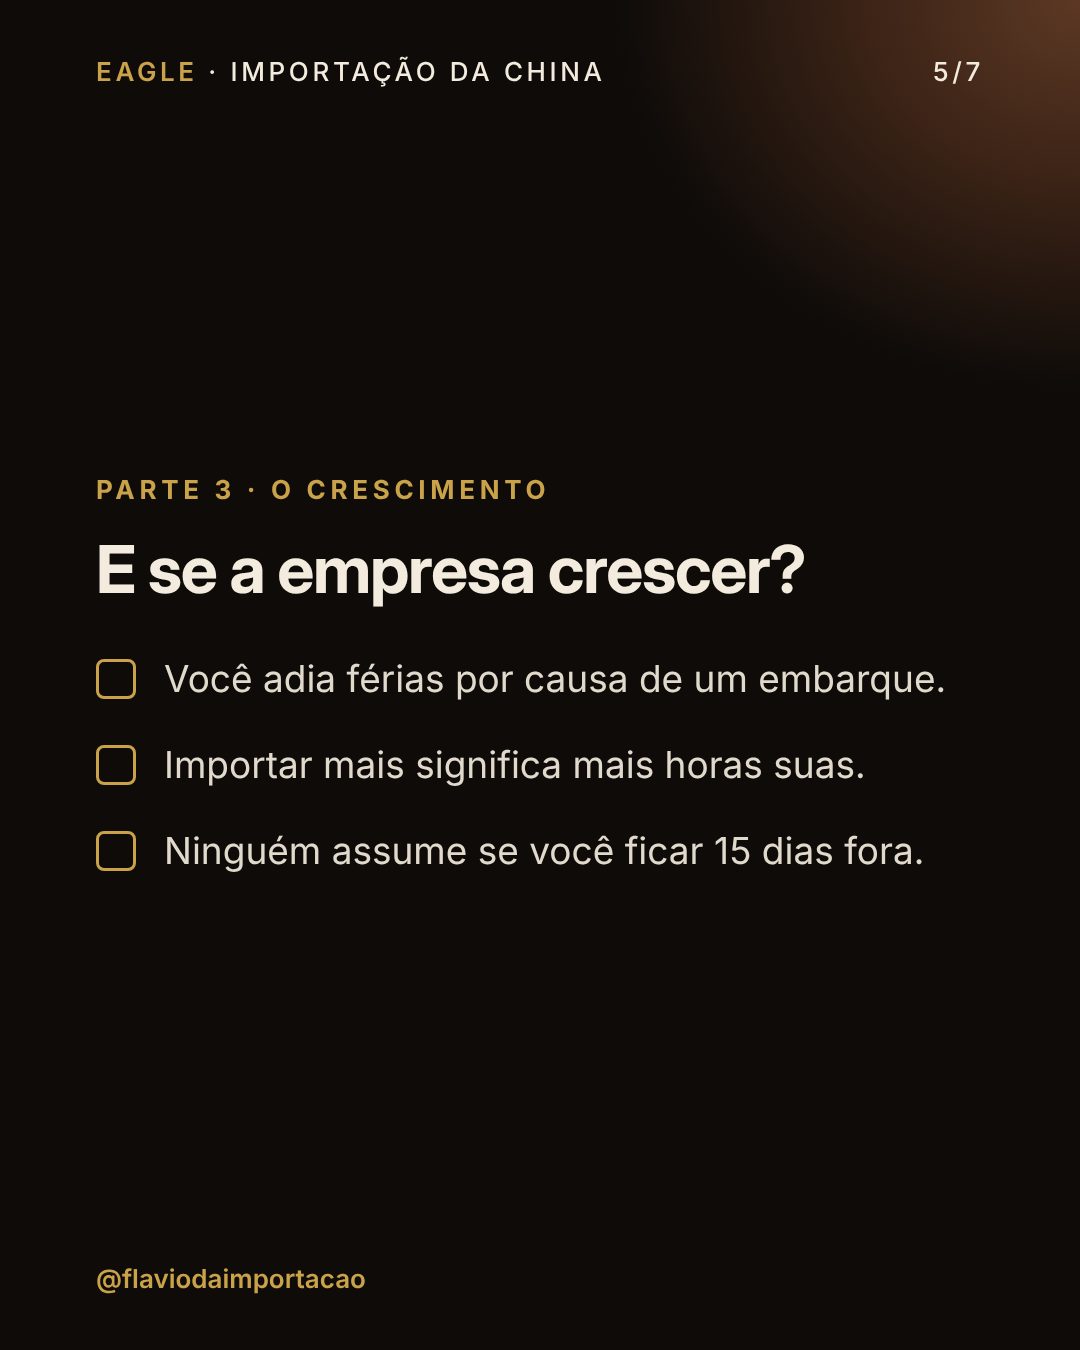 EAGLE · IMPORTAÇÃO DA CHINA
5/7
PARTE 3 · O CRESCIMENTO
E se a empresa crescer?
Você adia férias por causa de um embarque.
Importar mais significa mais horas suas.
Ninguém assume se você ficar 15 dias fora.
@flaviodaimportacao